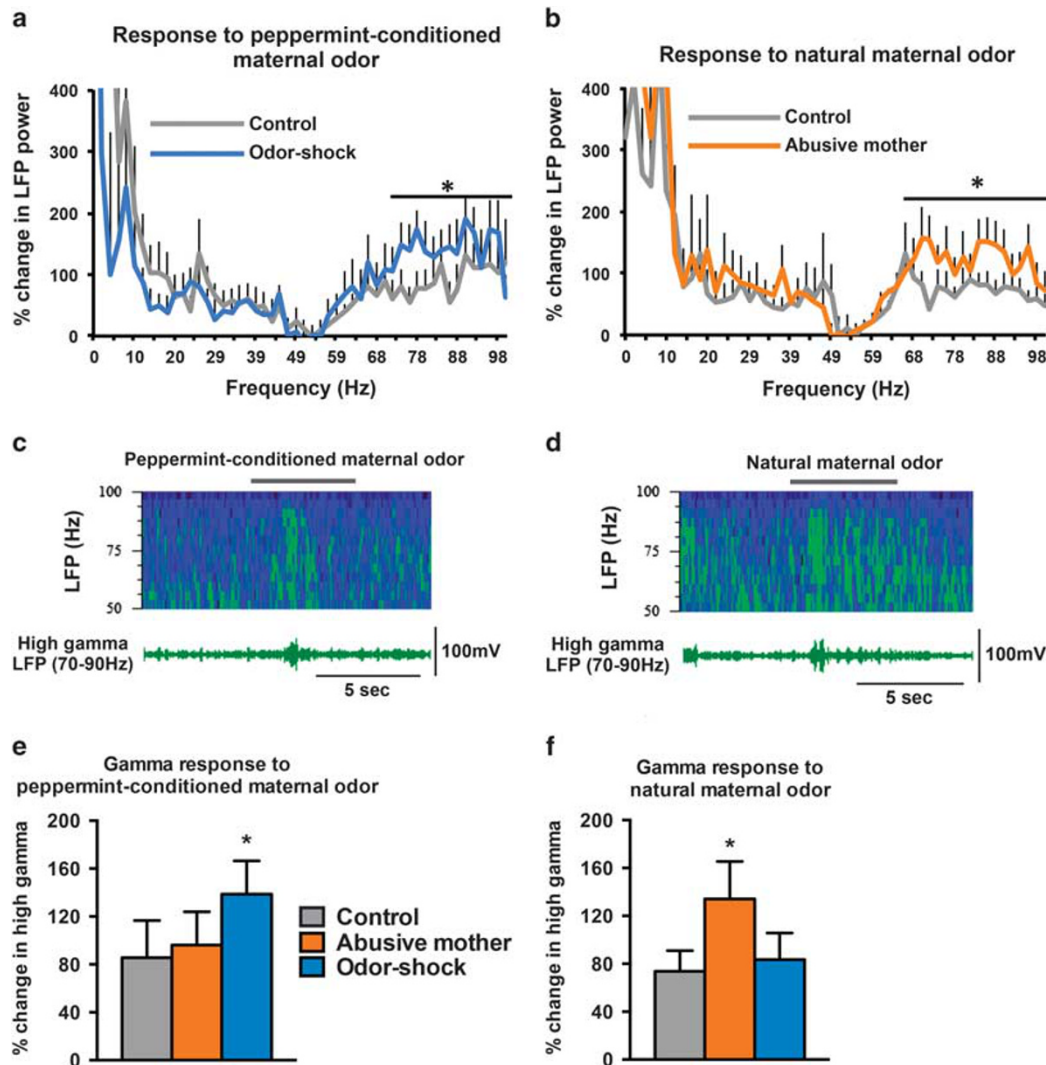 a
Response to peppermint-conditioned
maternal odor
% change in LFP power
400
300
200
100
0
Control
Odor-shock
*
0 9 20 29 39 49 59 68 78 88 98
Frequency (Hz)
b
Response to natural maternal odor
% change in LFP power
400
300
200
100
0
Control
Abusive mother
*
0 10 20 29 39 49 59 68 78 88 98
Frequency (Hz)
c
Peppermint-conditioned maternal odor
LFP (Hz)
100
75
50
High gamma
LFP (70-90Hz)
100mV
5 sec
d
Natural maternal odor
LFP (Hz)
100
75
50
High gamma
LFP (70-90Hz)
100mV
5 sec
e
Gamma response to
peppermint-conditioned maternal odor
% change in high gamma
200
160
120
80
40
0
*
Control
Abusive mother
Odor-shock
f
Gamma response to
natural maternal odor
% change in high gamma
200
160
120
80
40
0
*